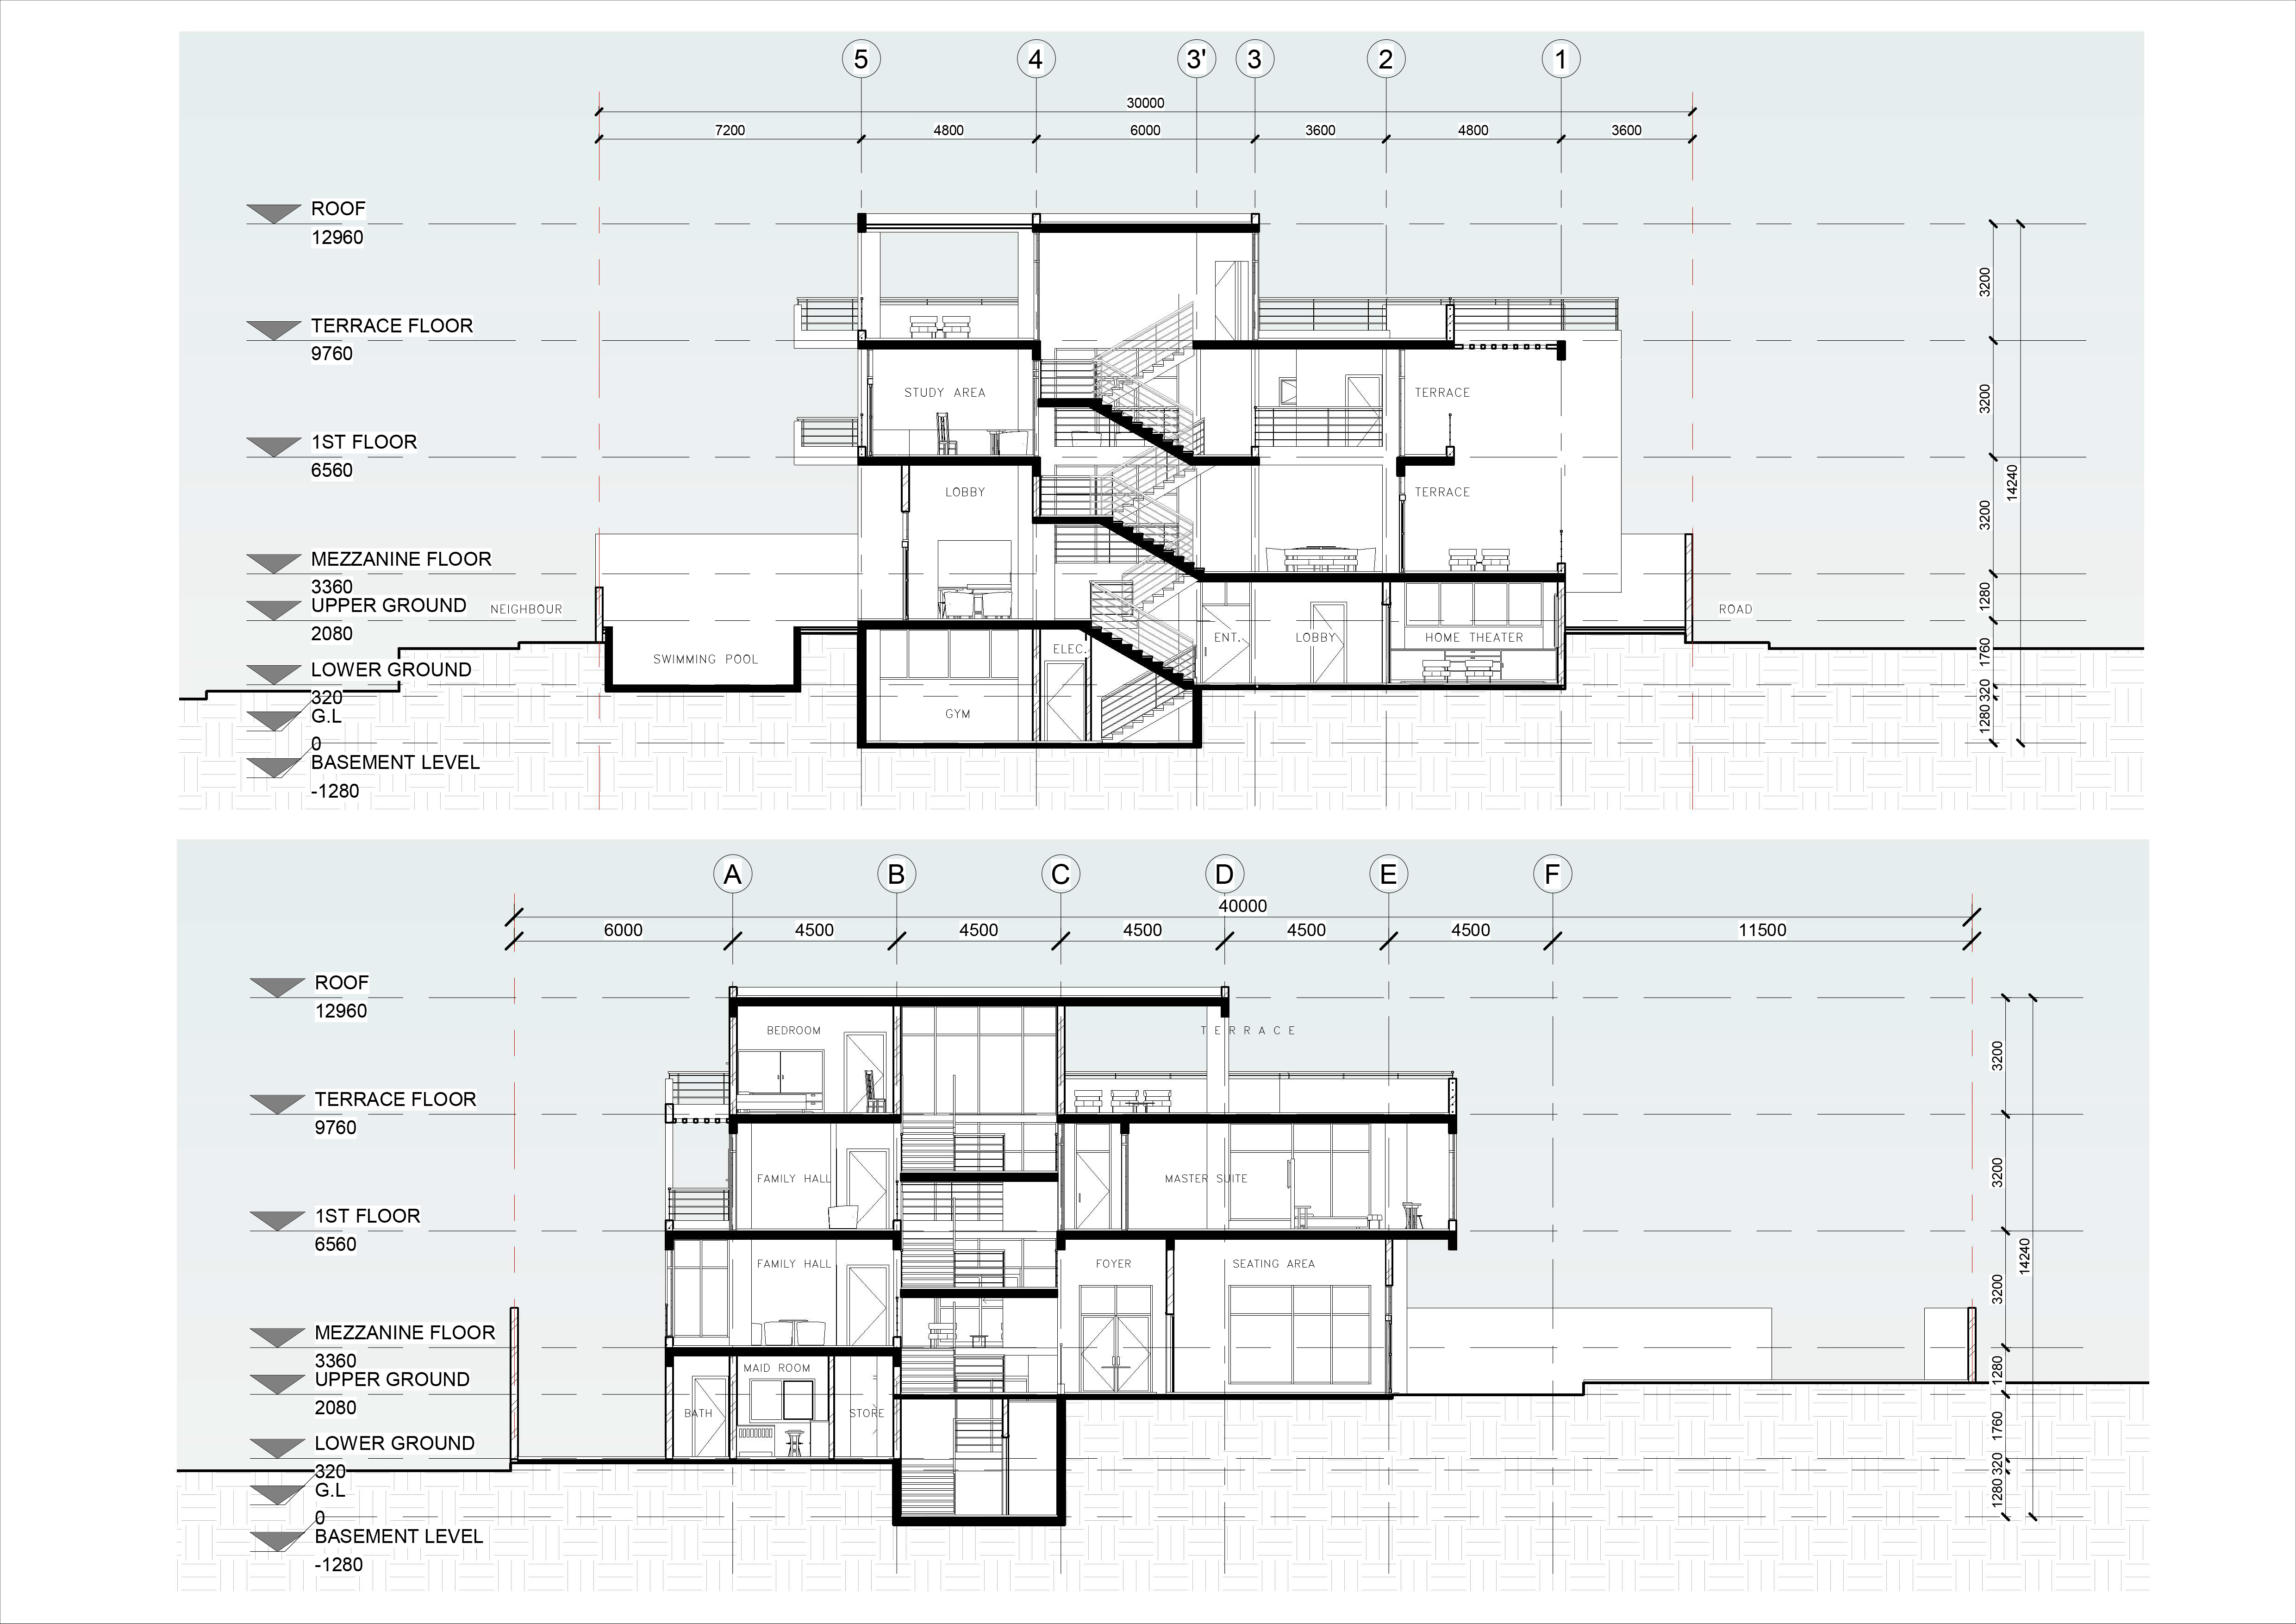 5 4 3' 3 2 1
30000
7200 4800 6000 3600 4800 3600
ROOF
12960
3200
TERRACE FLOOR
9760
STUDY AREA
TERRACE
3200
1ST FLOOR
6560
LOBBY
TERRACE
3200
14240
MEZZANINE FLOOR
3360
UPPER GROUND
2080
NEIGHBOUR
ROAD
1280
SWIMMING POOL
ELEC.
ENT.
LOBBY
HOME THEATER
1760
LOWER GROUND
320
G.L
0
GYM
320
1280
BASEMENT LEVEL
-1280
A B C D E F
40000
6000 4500 4500 4500 4500 4500 11500
ROOF
12960
BEDROOM
TERRACE
3200
TERRACE FLOOR
9760
FAMILY HALL
MASTER SUITE
3200
1ST FLOOR
6560
FAMILY HALL
FOYER
SEATING AREA
3200
14240
MEZZANINE FLOOR
3360
UPPER GROUND
2080
MAID ROOM
1280
BATH
STORE
1760
LOWER GROUND
320
G.L
0
320
1280
BASEMENT LEVEL
-1280